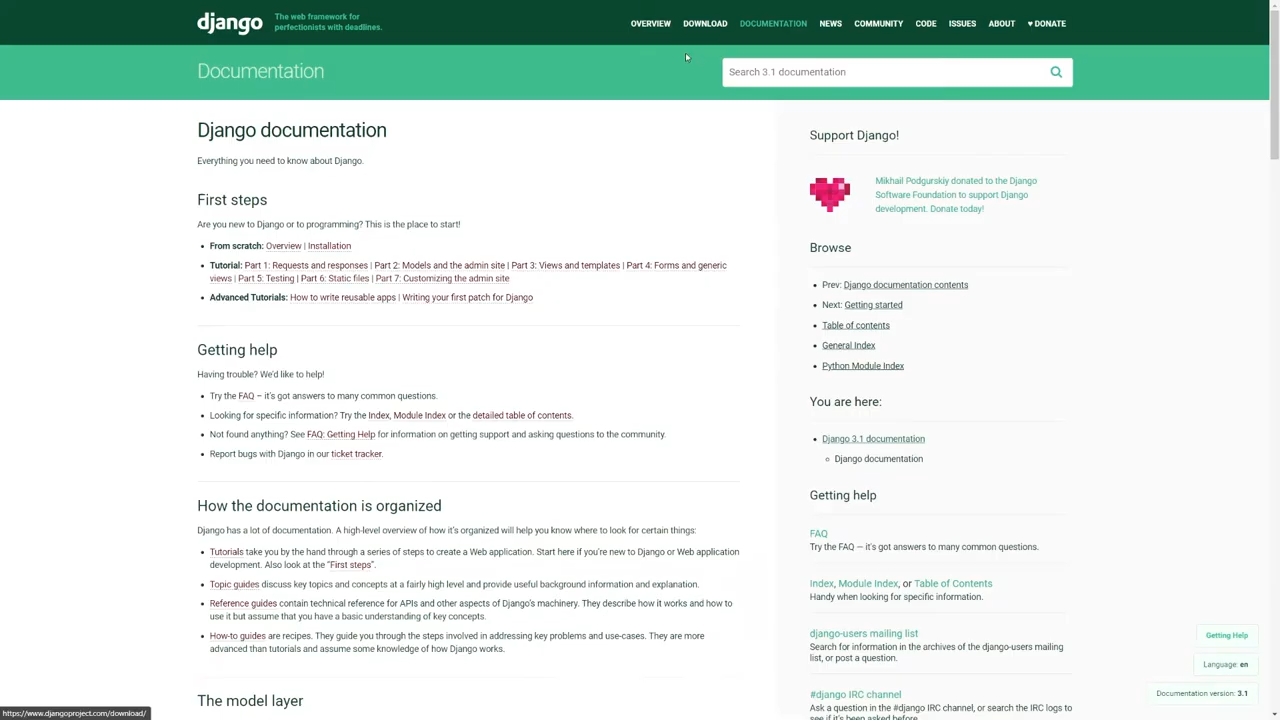 django
The web framework for
perfectionists with deadlines.
OVERVIEW DOWNLOAD DOCUMENTATION NEWS COMMUNITY CODE ISSUES ABOUT ♥ DONATE
Documentation
Search 3.1 documentation
Django documentation
Everything you need to know about Django.
First steps
Are you new to Django or to programming? This is the place to start!
• From scratch: Overview | Installation
• Tutorial: Part 1: Requests and responses | Part 2: Models and the admin site | Part 3: Views and templates | Part 4: Forms and generic
views | Part 5: Testing | Part 6: Static files | Part 7: Customizing the admin site
• Advanced Tutorials: How to write reusable apps | Writing your first patch for Django
Getting help
Having trouble? We'd like to help!
• Try the FAQ – it's got answers to many common questions.
• Looking for specific information? Try the Index, Module Index or the detailed table of contents.
• Not found anything? See FAQ: Getting Help for information on getting support and asking questions to the community.
• Report bugs with Django in our ticket tracker.
How the documentation is organized
Django has a lot of documentation. A high-level overview of how it's organized will help you know where to look for certain things:
• Tutorials take you by the hand through a series of steps to create a Web application. Start here if you're new to Django or Web application
development. Also look at the "First steps".
• Topic guides discuss key topics and concepts at a fairly high level and provide useful background information and explanation.
• Reference guides contain technical reference for APIs and other aspects of Django's machinery. They describe how it works and how to
use it but assume that you have a basic understanding of key concepts.
• How-to guides are recipes. They guide you through the steps involved in addressing key problems and use-cases. They are more
advanced than tutorials and assume some knowledge of how Django works.
The model layer
Support Django!
Mikhail Podgurskiy donated to the Django
Software Foundation to support Django
development. Donate today!
Browse
• Prev: Django documentation contents
• Next: Getting started
• Table of contents
• General Index
• Python Module Index
You are here:
• Django 3.1 documentation
◦ Django documentation
Getting help
FAQ
Try the FAQ — it's got answers to many common questions.
Index, Module Index, or Table of Contents
Handy when looking for specific information.
django-users mailing list
Search for information in the archives of the django-users mailing
list, or post a question.
#django IRC channel
Ask a question in the #django IRC channel, or search the IRC logs to
see if it's been asked before.
Getting Help
Language: en
Documentation version: 3.1
https://www.djangoproject.com/download/